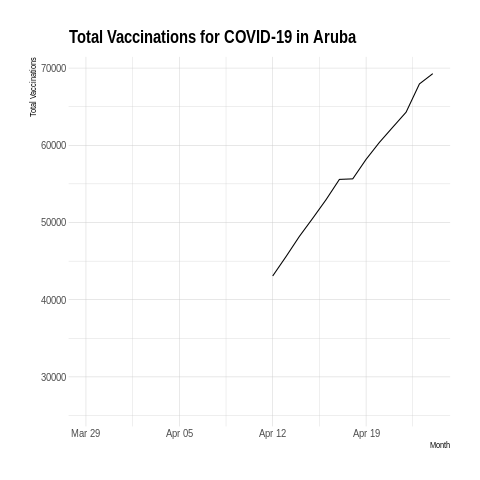 Total Vaccinations for COVID-19 in Aruba
Total Vaccinations
70000
60000
50000
40000
30000
Mar 29 Apr 05 Apr 12 Apr 19
Month